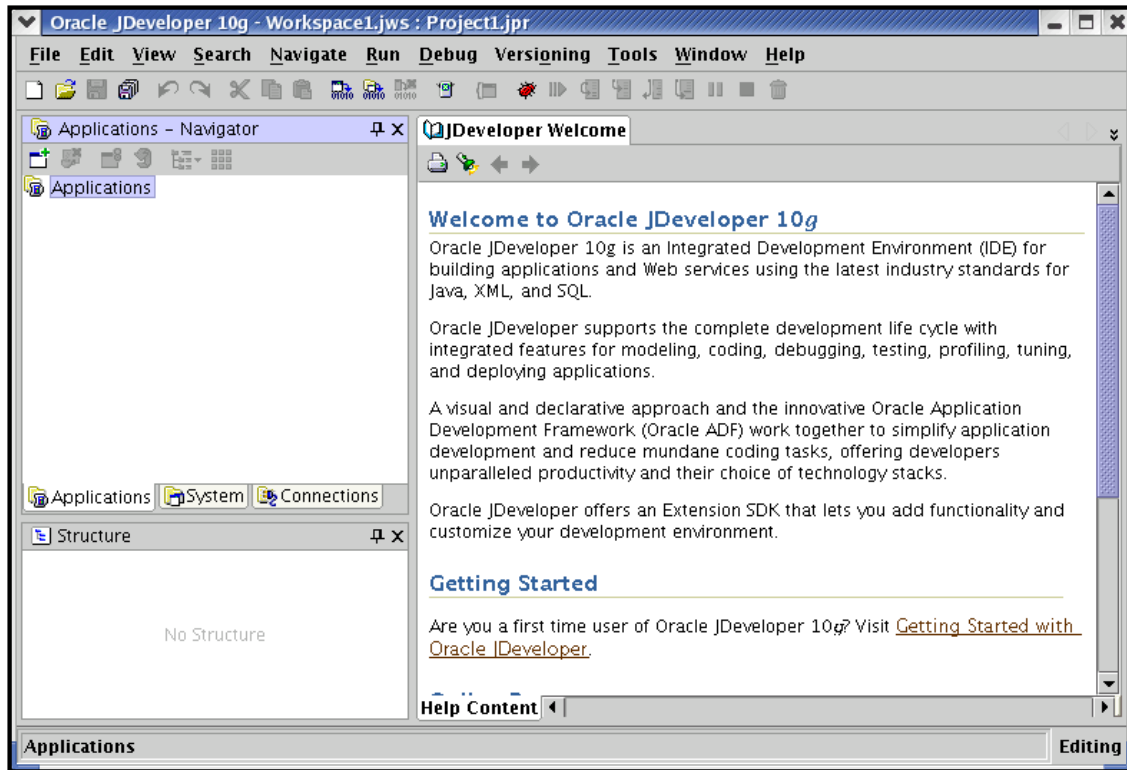 Oracle JDeveloper 10g - Workspace1.jws : Project1.jpr
File Edit View Search Navigate Run Debug Versioning Tools Window Help
Applications - Navigator
Applications
Applications System Connections
Structure
No Structure
JDeveloper Welcome
Welcome to Oracle JDeveloper 10g
Oracle JDeveloper 10g is an Integrated Development Environment (IDE) for
building applications and Web services using the latest industry standards for
Java, XML, and SQL.
Oracle JDeveloper supports the complete development life cycle with
integrated features for modeling, coding, debugging, testing, profiling, tuning,
and deploying applications.
A visual and declarative approach and the innovative Oracle Application
Development Framework (Oracle ADF) work together to simplify application
development and reduce mundane coding tasks, offering developers
unparalleled productivity and their choice of technology stacks.
Oracle JDeveloper offers an Extension SDK that lets you add functionality and
customize your development environment.
Getting Started
Are you a first time user of Oracle JDeveloper 10g? Visit Getting Started with
Oracle JDeveloper.
Help Content
Applications
Editing